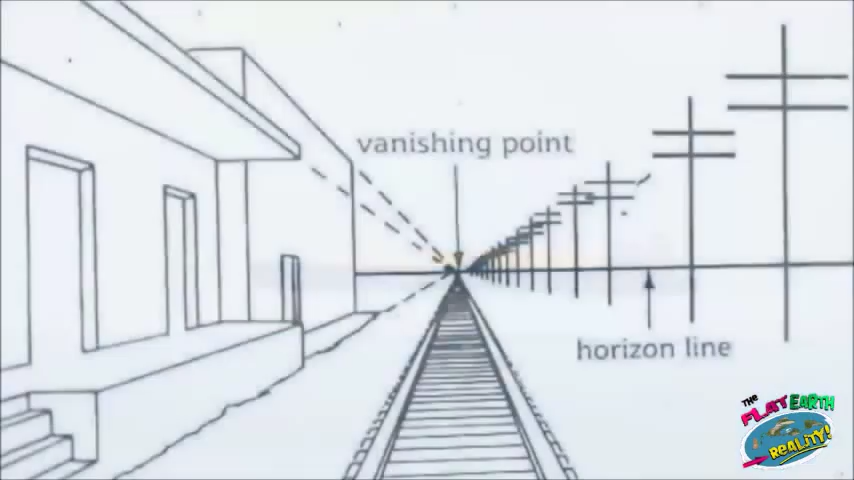 vanishing point
horizon line
THE
FLAT EARTH
REALITY!